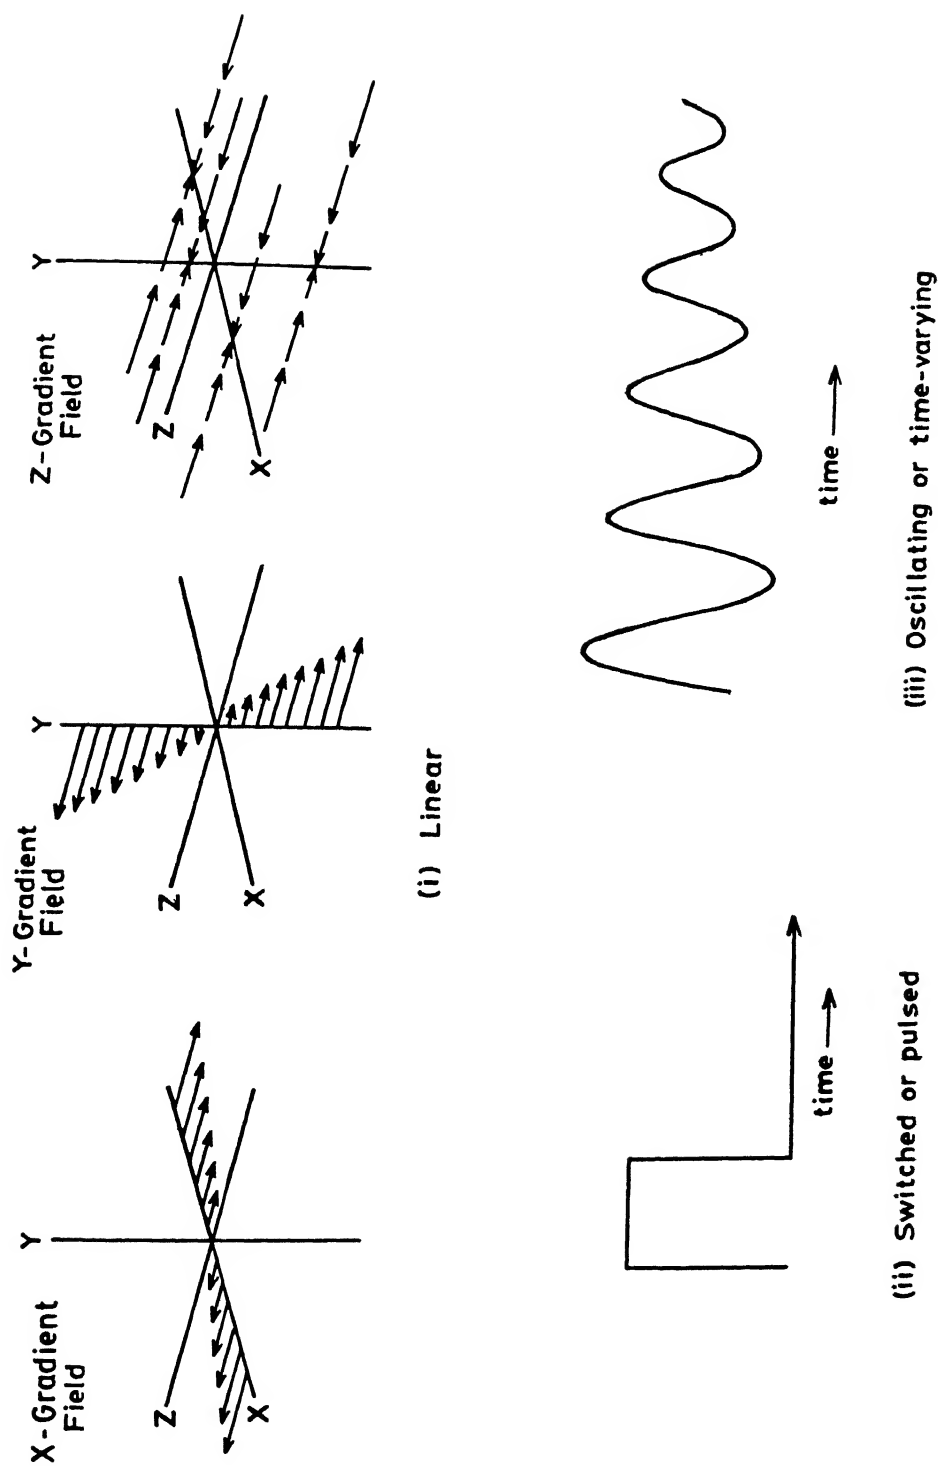 X-Gradient
Field
Y
Z
X
Y-Gradient
Field
Y
Z
X
Z-Gradient
Field
Y
Z
X
(i) Linear
time
(ii) Switched or pulsed
time
(iii) Oscillating or time-varying